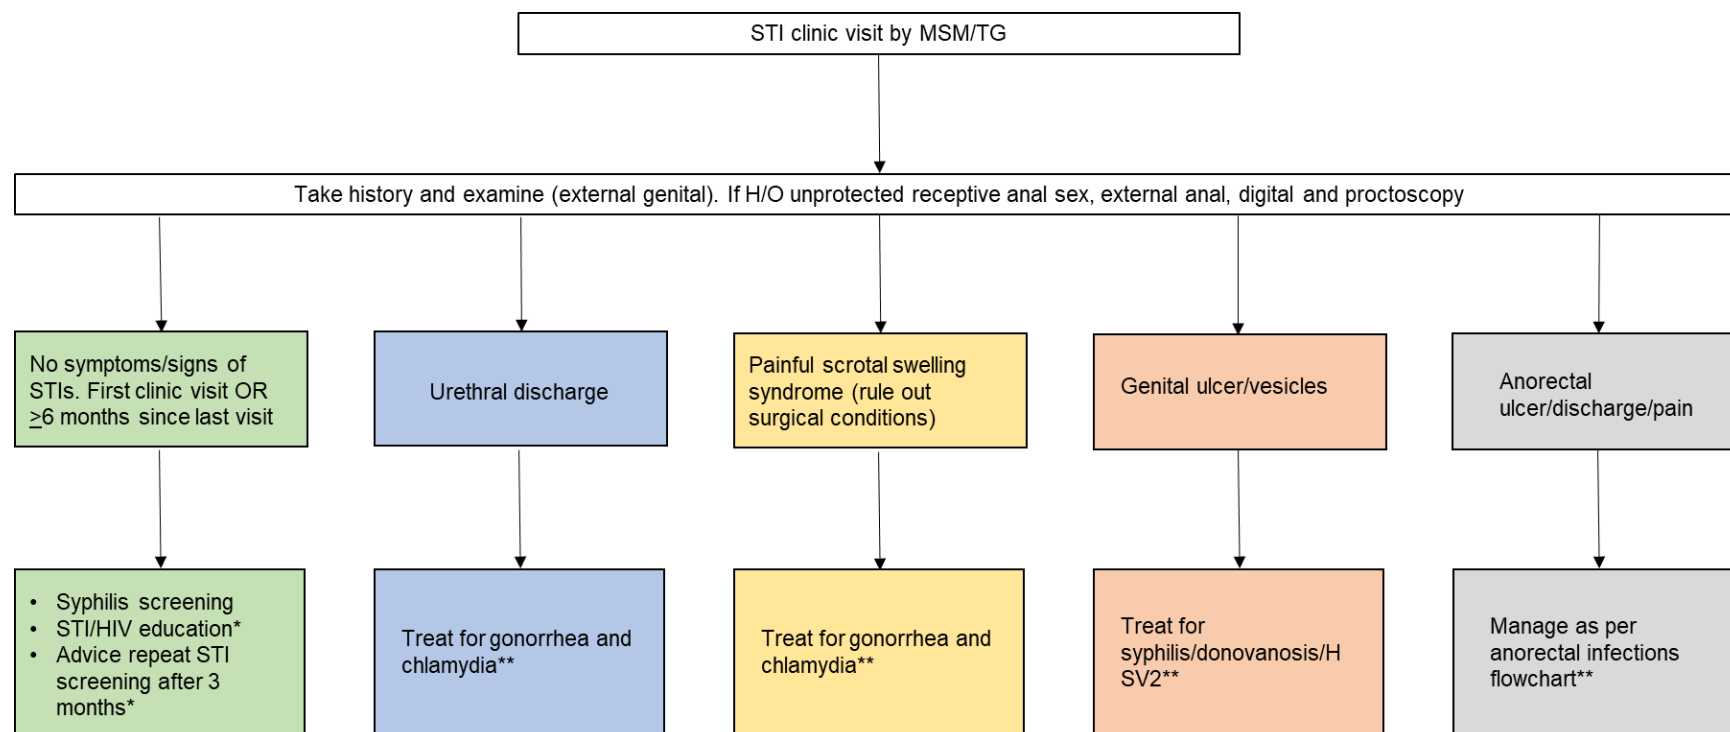 STI clinic visit by MSM/TG
Take history and examine (external genital). If H/O unprotected receptive anal sex, external anal, digital and proctoscopy
No symptoms/signs of
STIs. First clinic visit OR
>6 months since last visit
Urethral discharge
Painful scrotal swelling
syndrome (rule out
surgical conditions)
Genital ulcer/vesicles
Anorectal
ulcer/discharge/pain
• Syphilis screening
• STI/HIV education*
• Advice repeat STI
screening after 3
months*
Treat for gonorrhea and
chlamydia**
Treat for gonorrhea and
chlamydia**
Treat for
syphilis/donovanosis/H
SV2**
Manage as per
anorectal infections
flowchart**